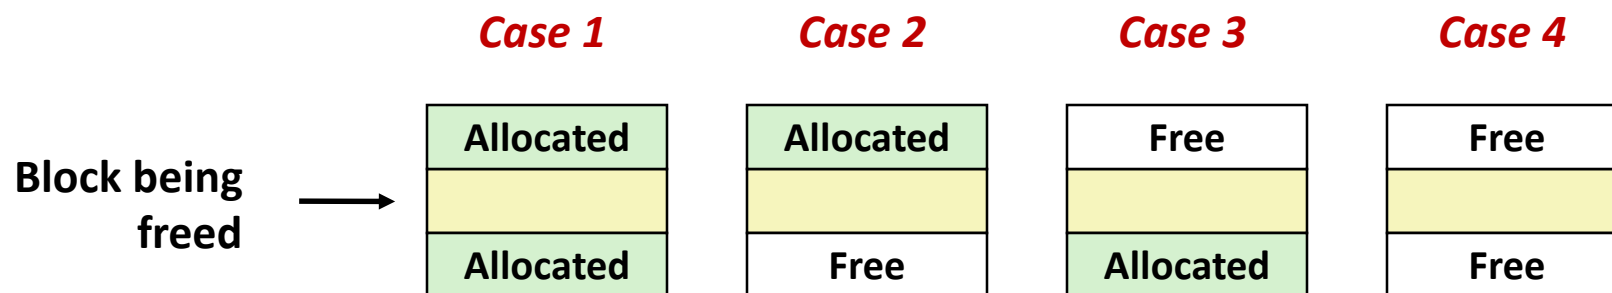 Case 1 Case 2 Case 3 Case 4
Allocated Allocated Free Free
Block being
freed
Allocated Free Allocated Free